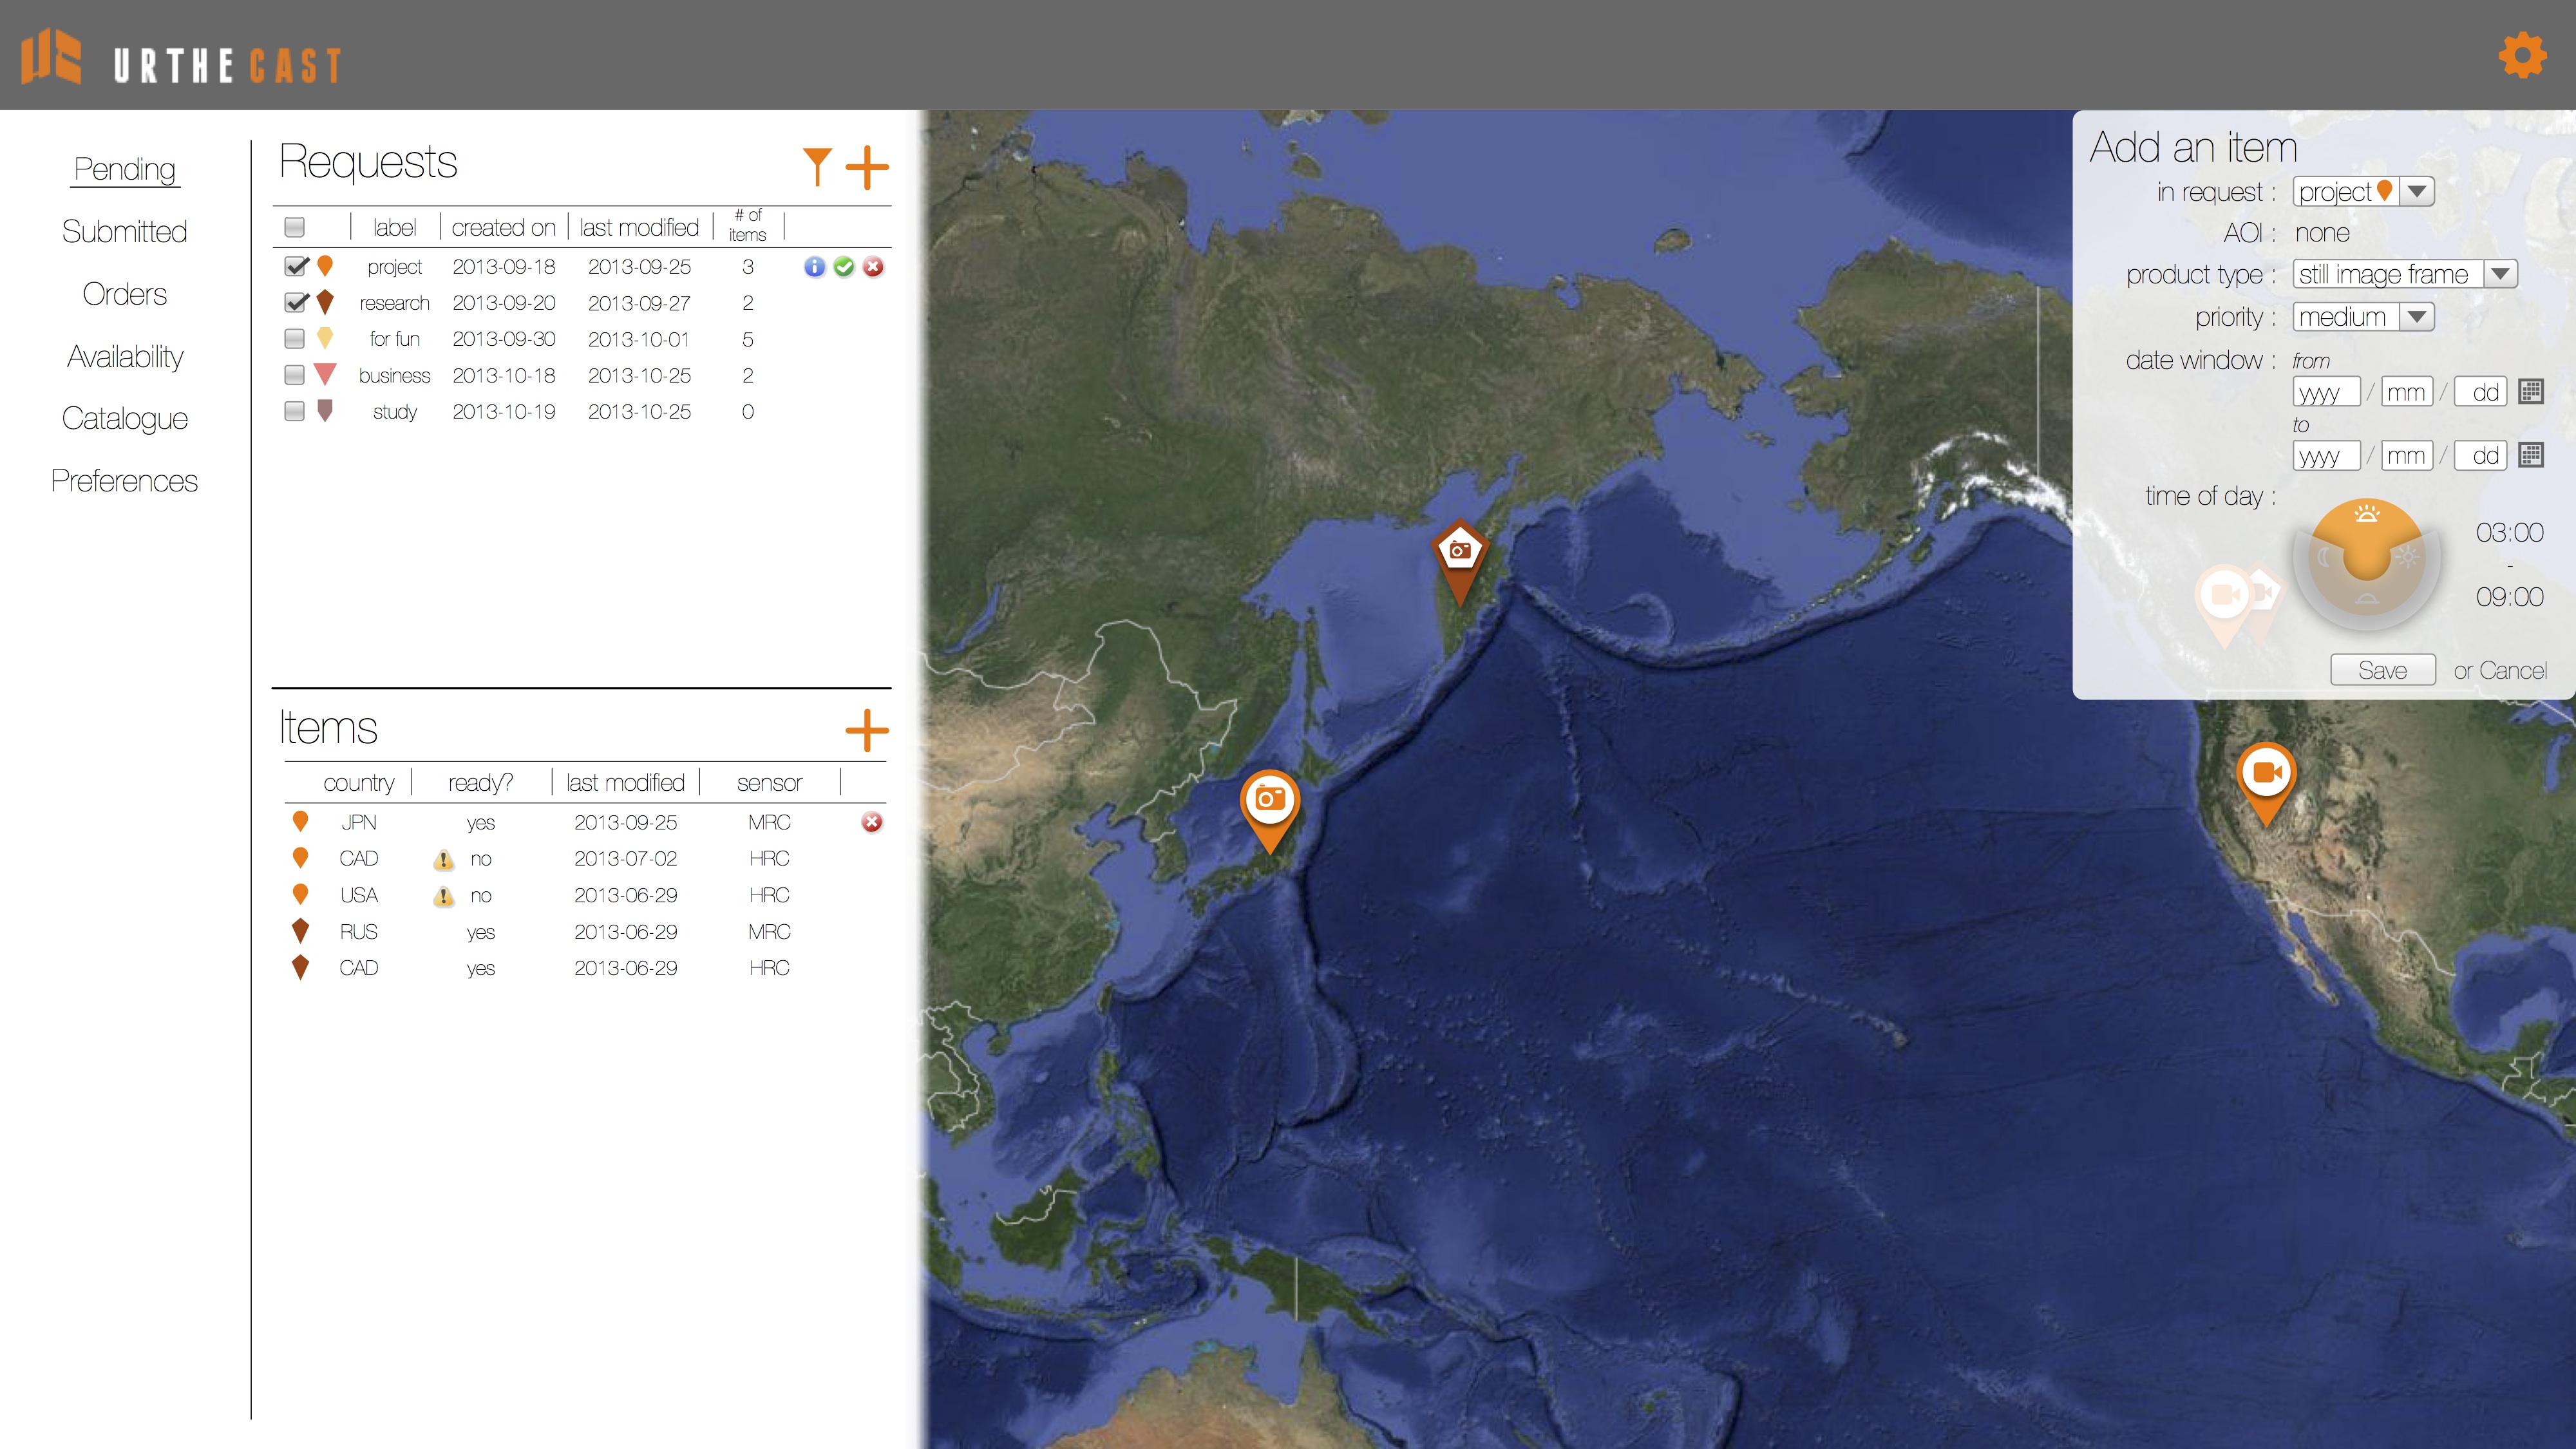 URTHECAST
Pending
Submitted
Orders
Availability
Catalogue
Preferences
Requests
label created on last modified # of items
project 2013-09-18 2013-09-25 3
research 2013-09-20 2013-09-27 2
for fun 2013-09-30 2013-10-01 5
business 2013-10-18 2013-10-25 2
study 2013-10-19 2013-10-25 0
Items
country ready? last modified sensor
JPN yes 2013-09-25 MRC
CAD no 2013-07-02 HRC
USA no 2013-06-29 HRC
RUS yes 2013-06-29 MRC
CAD yes 2013-06-29 HRC
Add an item
in request : project
AOI : none
product type : still image frame
priority : medium
date window : from
yyyy / mm / dd
to
yyyy / mm / dd
time of day :
03:00
-
09:00
Save or Cancel